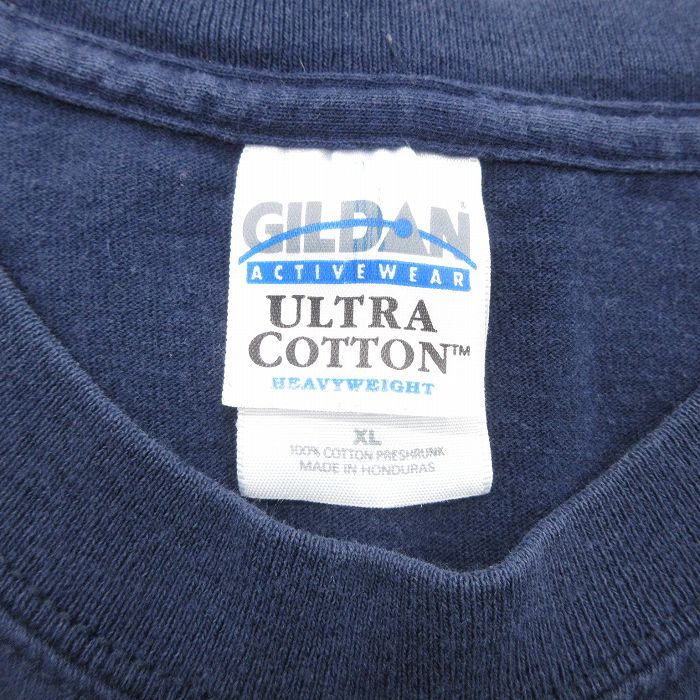 GILDAN®
ACTIVEWEAR
ULTRA
COTTON™
HEAVYWEIGHT
XL
100% COTTON PRESHRUNK
MADE IN HONDURAS